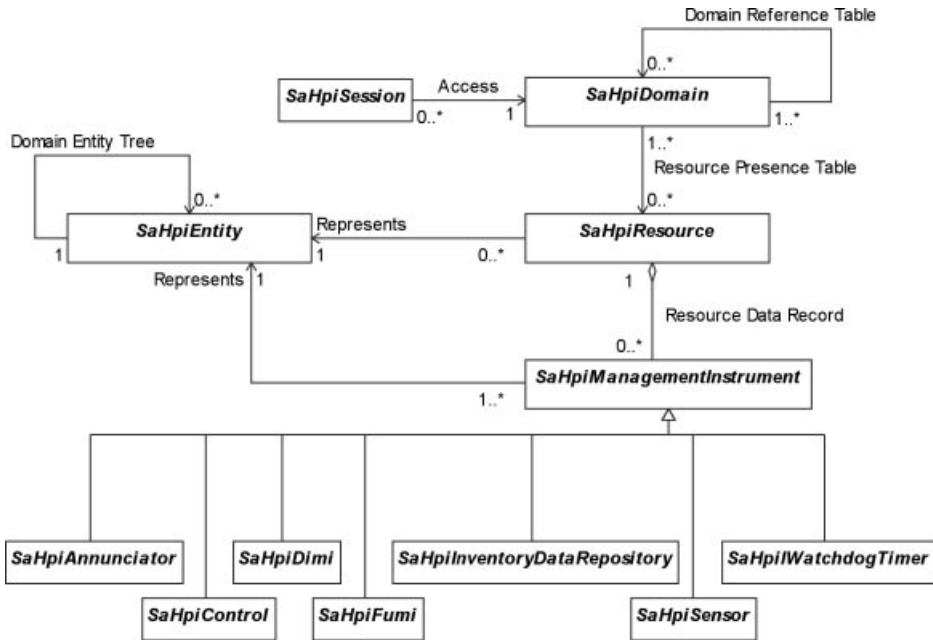 Domain Reference Table
0..*
SaHpiSession
Access
SaHpiDomain
0..*
1
1..*
Domain Entity Tree
1..*
Resource Presence Table
0..*
0..*
SaHpiEntity
Represents
SaHpiResource
1
1
0..*
Represents
1
1
Resource Data Record
0..*
SaHpiManagementInstrument
1..*
SaHpiAnnunciator
SaHpiDimi
SaHpiInventoryDataRepository
SaHpilWatchdogTimer
SaHpiControl
SaHpiFumi
SaHpiSensor